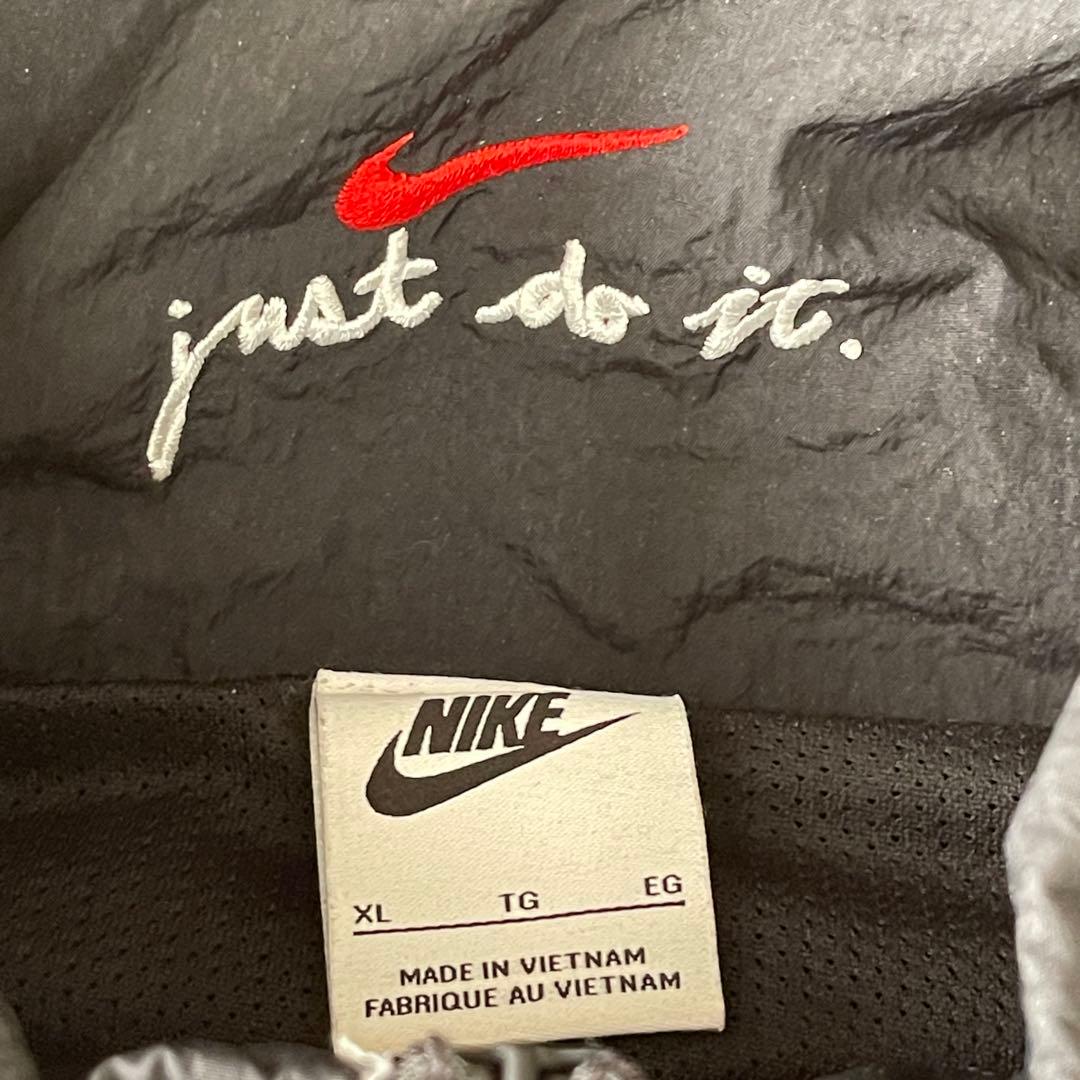 just do it.
NIKE
XL TG EG
MADE IN VIETNAM
FABRIQUE AU VIETNAM